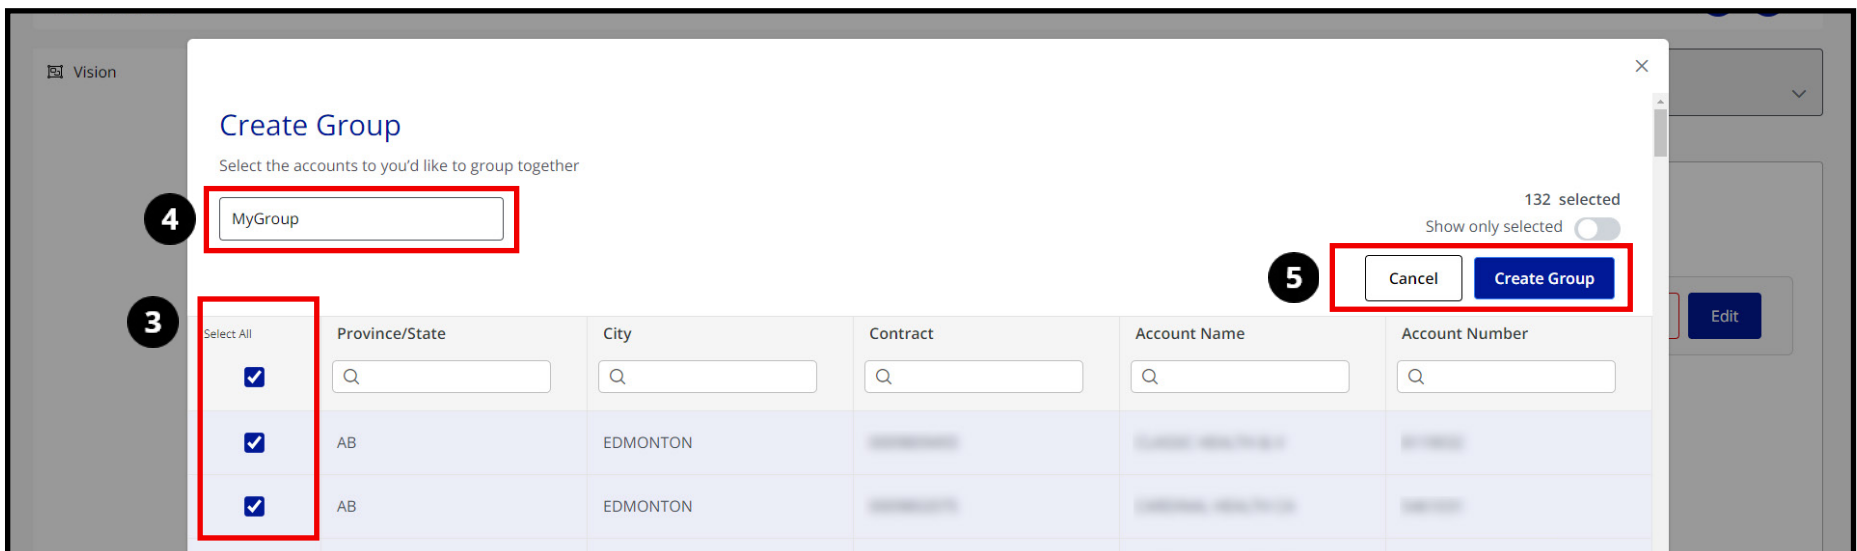 Vision
Create Group
Select the accounts to you'd like to group together
4
MyGroup
132 selected
Show only selected
5
Cancel
Create Group
3
Select All
Province/State
City
Contract
Account Name
Account Number
Edit
AB
EDMONTON
AB
EDMONTON